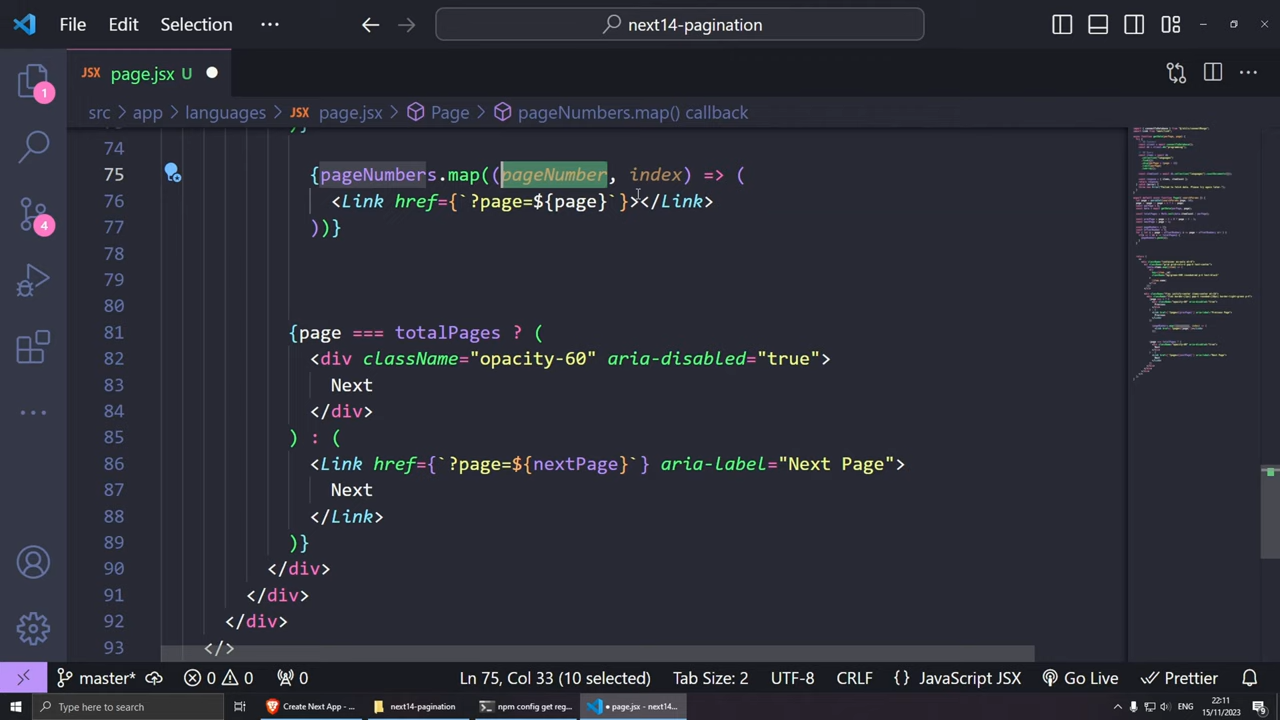 File Edit Selection ··· next14-pagination
JSX page.jsx U
src > app > languages > JSX page.jsx > Page > pageNumbers.map() callback
1
4
74
75 {pageNumbers.map((pageNumber, index) =>
76 <Link href={`?page=${page}`}></Link>
77 ))}
78
79
80
81 {page === totalPages ? (
82 <div className="opacity-60" aria-disabled="true">
83 Next
84 </div>
85 ) : (
86 <Link href={`?page=${nextPage}`} aria-label="Next Page">
87 Next
88 </Link>
89 )}
90 </div>
91 </div>
92 </div>
93 </>
master* 0 0 0 Ln 75, Col 33 (10 selected) Tab Size: 2 UTF-8 CRLF {} JavaScript JSX Go Live Prettier
Type here to search Create Next App - ... next14-pagination npm config get reg... page.jsx - next14... 22:11
15/11/2023